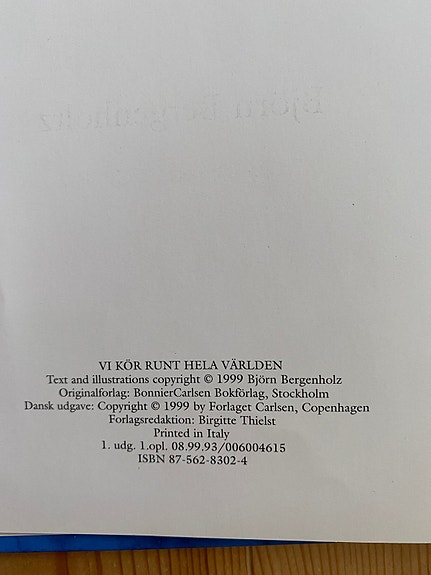 Björn Bergenholtz
VI KÖR RUNT HELA VÄRLDEN
Text and illustrations copyright © 1999 Björn Bergenholz
Originalforlag: BonnierCarlsen Bokförlag, Stockholm
Dansk udgave: Copyright © 1999 by Forlaget Carlsen, Copenhagen
Forlagsredaktion: Birgitte Thielst
Printed in Italy
1. udg. 1.opl. 08.99.93/006004615
ISBN 87-562-8302-4